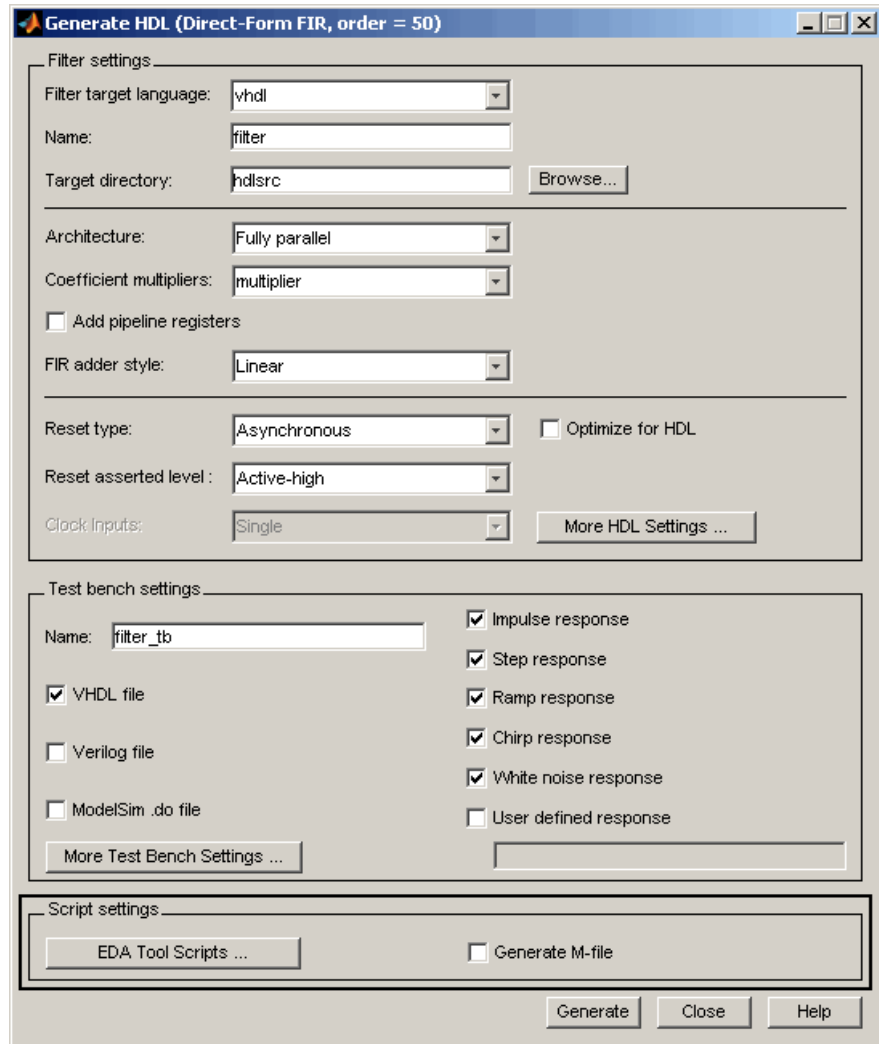 Generate HDL (Direct-Form FIR, order = 50)
Filter settings
Filter target language: vhdl
Name: filter
Target directory: hdlsrc Browse...
Architecture: Fully parallel
Coefficient multipliers: multiplier
Add pipeline registers
FIR adder style: Linear
Reset type: Asynchronous Optimize for HDL
Reset asserted level : Active-high
Clock Inputs: Single More HDL Settings ...
Test bench settings
Name: filter_tb
VHDL file
Verilog file
ModelSim .do file
More Test Bench Settings ...
Impulse response
Step response
Ramp response
Chirp response
White noise response
User defined response
Script settings
EDA Tool Scripts ... Generate M-file
Generate Close Help